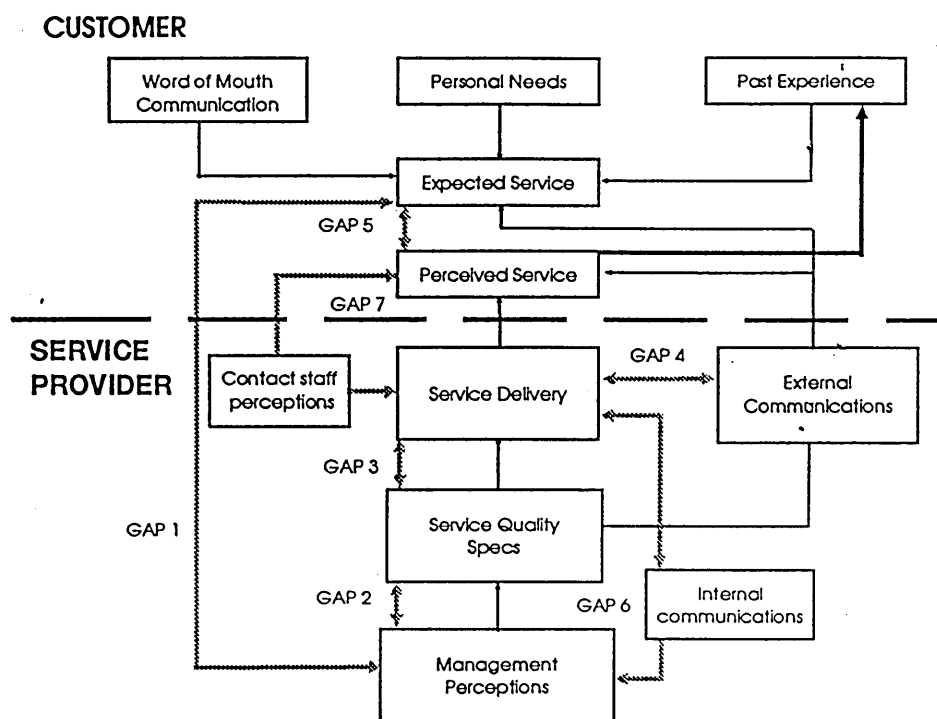 CUSTOMER
Word of Mouth
Communication
Personal Needs
Past Experience
Expected Service
GAP 5
Perceived Service
GAP 7
SERVICE
PROVIDER
Contact staff
perceptions
Service Delivery
GAP 4
External
Communications
GAP 3
GAP 1
Service Quality
Specs
GAP 2
GAP 6
Internal
communications
Management
Perceptions